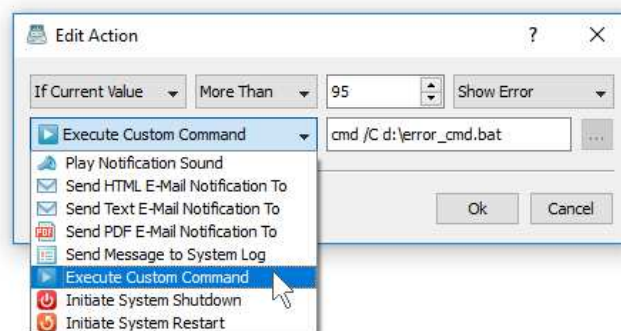 Edit Action
?
If Current Value More Than 95 Show Error
Execute Custom Command cmd /C d:\error_cmd.bat ...
Play Notification Sound
Send HTML E-Mail Notification To
Send Text E-Mail Notification To
Send PDF E-Mail Notification To
Send Message to System Log
Execute Custom Command
Initiate System Shutdown
Initiate System Restart
Ok Cancel